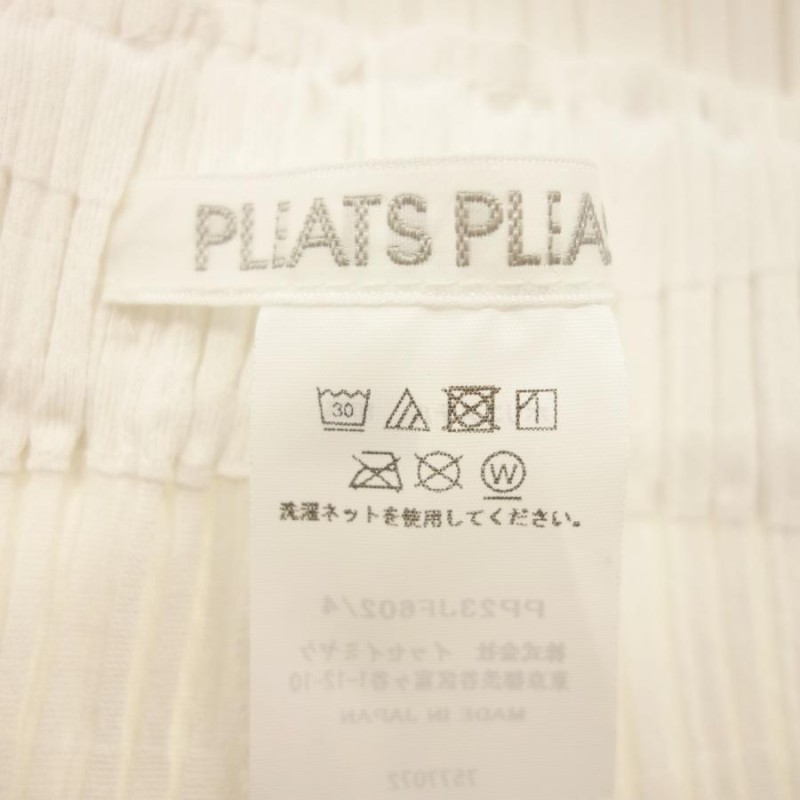 PLEATS PLEA
30
W
洗濯ネットを使用してください。
PP23JF602/4
株式会社 イッセイミヤケ
東京都渋谷区富ヶ谷1-12-10
MADE IN JAPAN
7577072